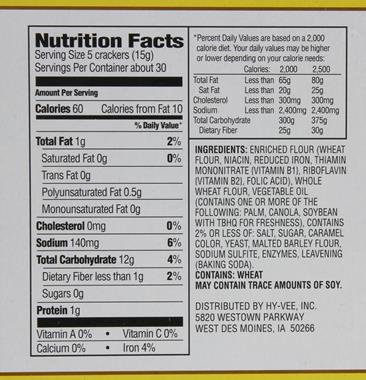 Nutrition Facts
Serving Size 5 crackers (15g)
Servings Per Container about 30
Amount Per Serving
Calories 60 Calories from Fat 10
% Daily Value*
Total Fat 1g 2%
Saturated Fat 0g 0%
Trans Fat 0g
Polyunsaturated Fat 0.5g
Monounsaturated Fat 0g
Cholesterol 0mg 0%
Sodium 140mg 6%
Total Carbohydrate 12g 4%
Dietary Fiber less than 1g 2%
Sugars 0g
Protein 1g
Vitamin A 0% • Vitamin C 0%
Calcium 0% • Iron 4%
*Percent Daily Values are based on a 2,000
calorie diet. Your daily values may be higher
or lower depending on your calorie needs:
Calories: 2,000 2,500
Total Fat Less than 65g 80g
Sat Fat Less than 20g 25g
Cholesterol Less than 300mg 300mg
Sodium Less than 2,400mg 2,400mg
Total Carbohydrate 300g 375g
Dietary Fiber 25g 30g
INGREDIENTS: ENRICHED FLOUR (WHEAT
FLOUR, NIACIN, REDUCED IRON, THIAMIN
MONONITRATE (VITAMIN B1), RIBOFLAVIN
(VITAMIN B2), FOLIC ACID), WHOLE
WHEAT FLOUR, VEGETABLE OIL
(CONTAINS ONE OR MORE OF THE
FOLLOWING: PALM, CANOLA, SOYBEAN
WITH TBHQ FOR FRESHNESS), CONTAINS
2% OR LESS OF: SALT, SUGAR, CARAMEL
COLOR, YEAST, MALTED BARLEY FLOUR,
SODIUM SULFITE, ENZYMES, LEAVENING
(BAKING SODA).
CONTAINS: WHEAT
MAY CONTAIN TRACE AMOUNTS OF SOY.
DISTRIBUTED BY HY-VEE, INC.
5820 WESTOWN PARKWAY
WEST DES MOINES, IA 50266